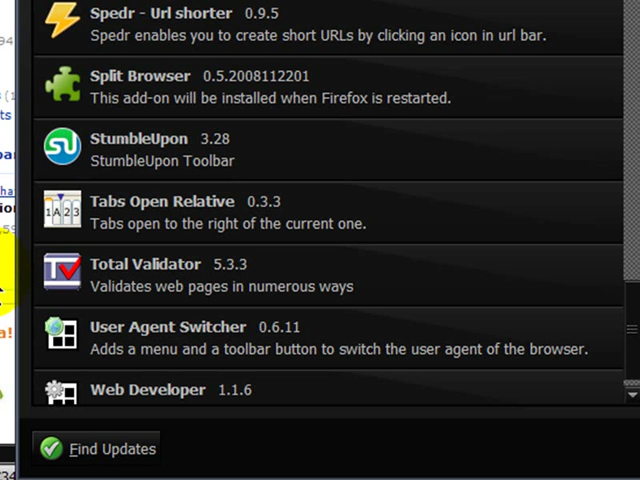 Spedr - Url shorter 0.9.5
Spedr enables you to create short URLs by clicking an icon in url bar.
Split Browser 0.5.2008112201
This add-on will be installed when Firefox is restarted.
StumbleUpon 3.28
StumbleUpon Toolbar
1A23
Tabs Open Relative 0.3.3
Tabs open to the right of the current one.
TV
Total Validator 5.3.3
Validates web pages in numerous ways
User Agent Switcher 0.6.11
Adds a menu and a toolbar button to switch the user agent of the browser.
Web Developer 1.1.6
Find Updates